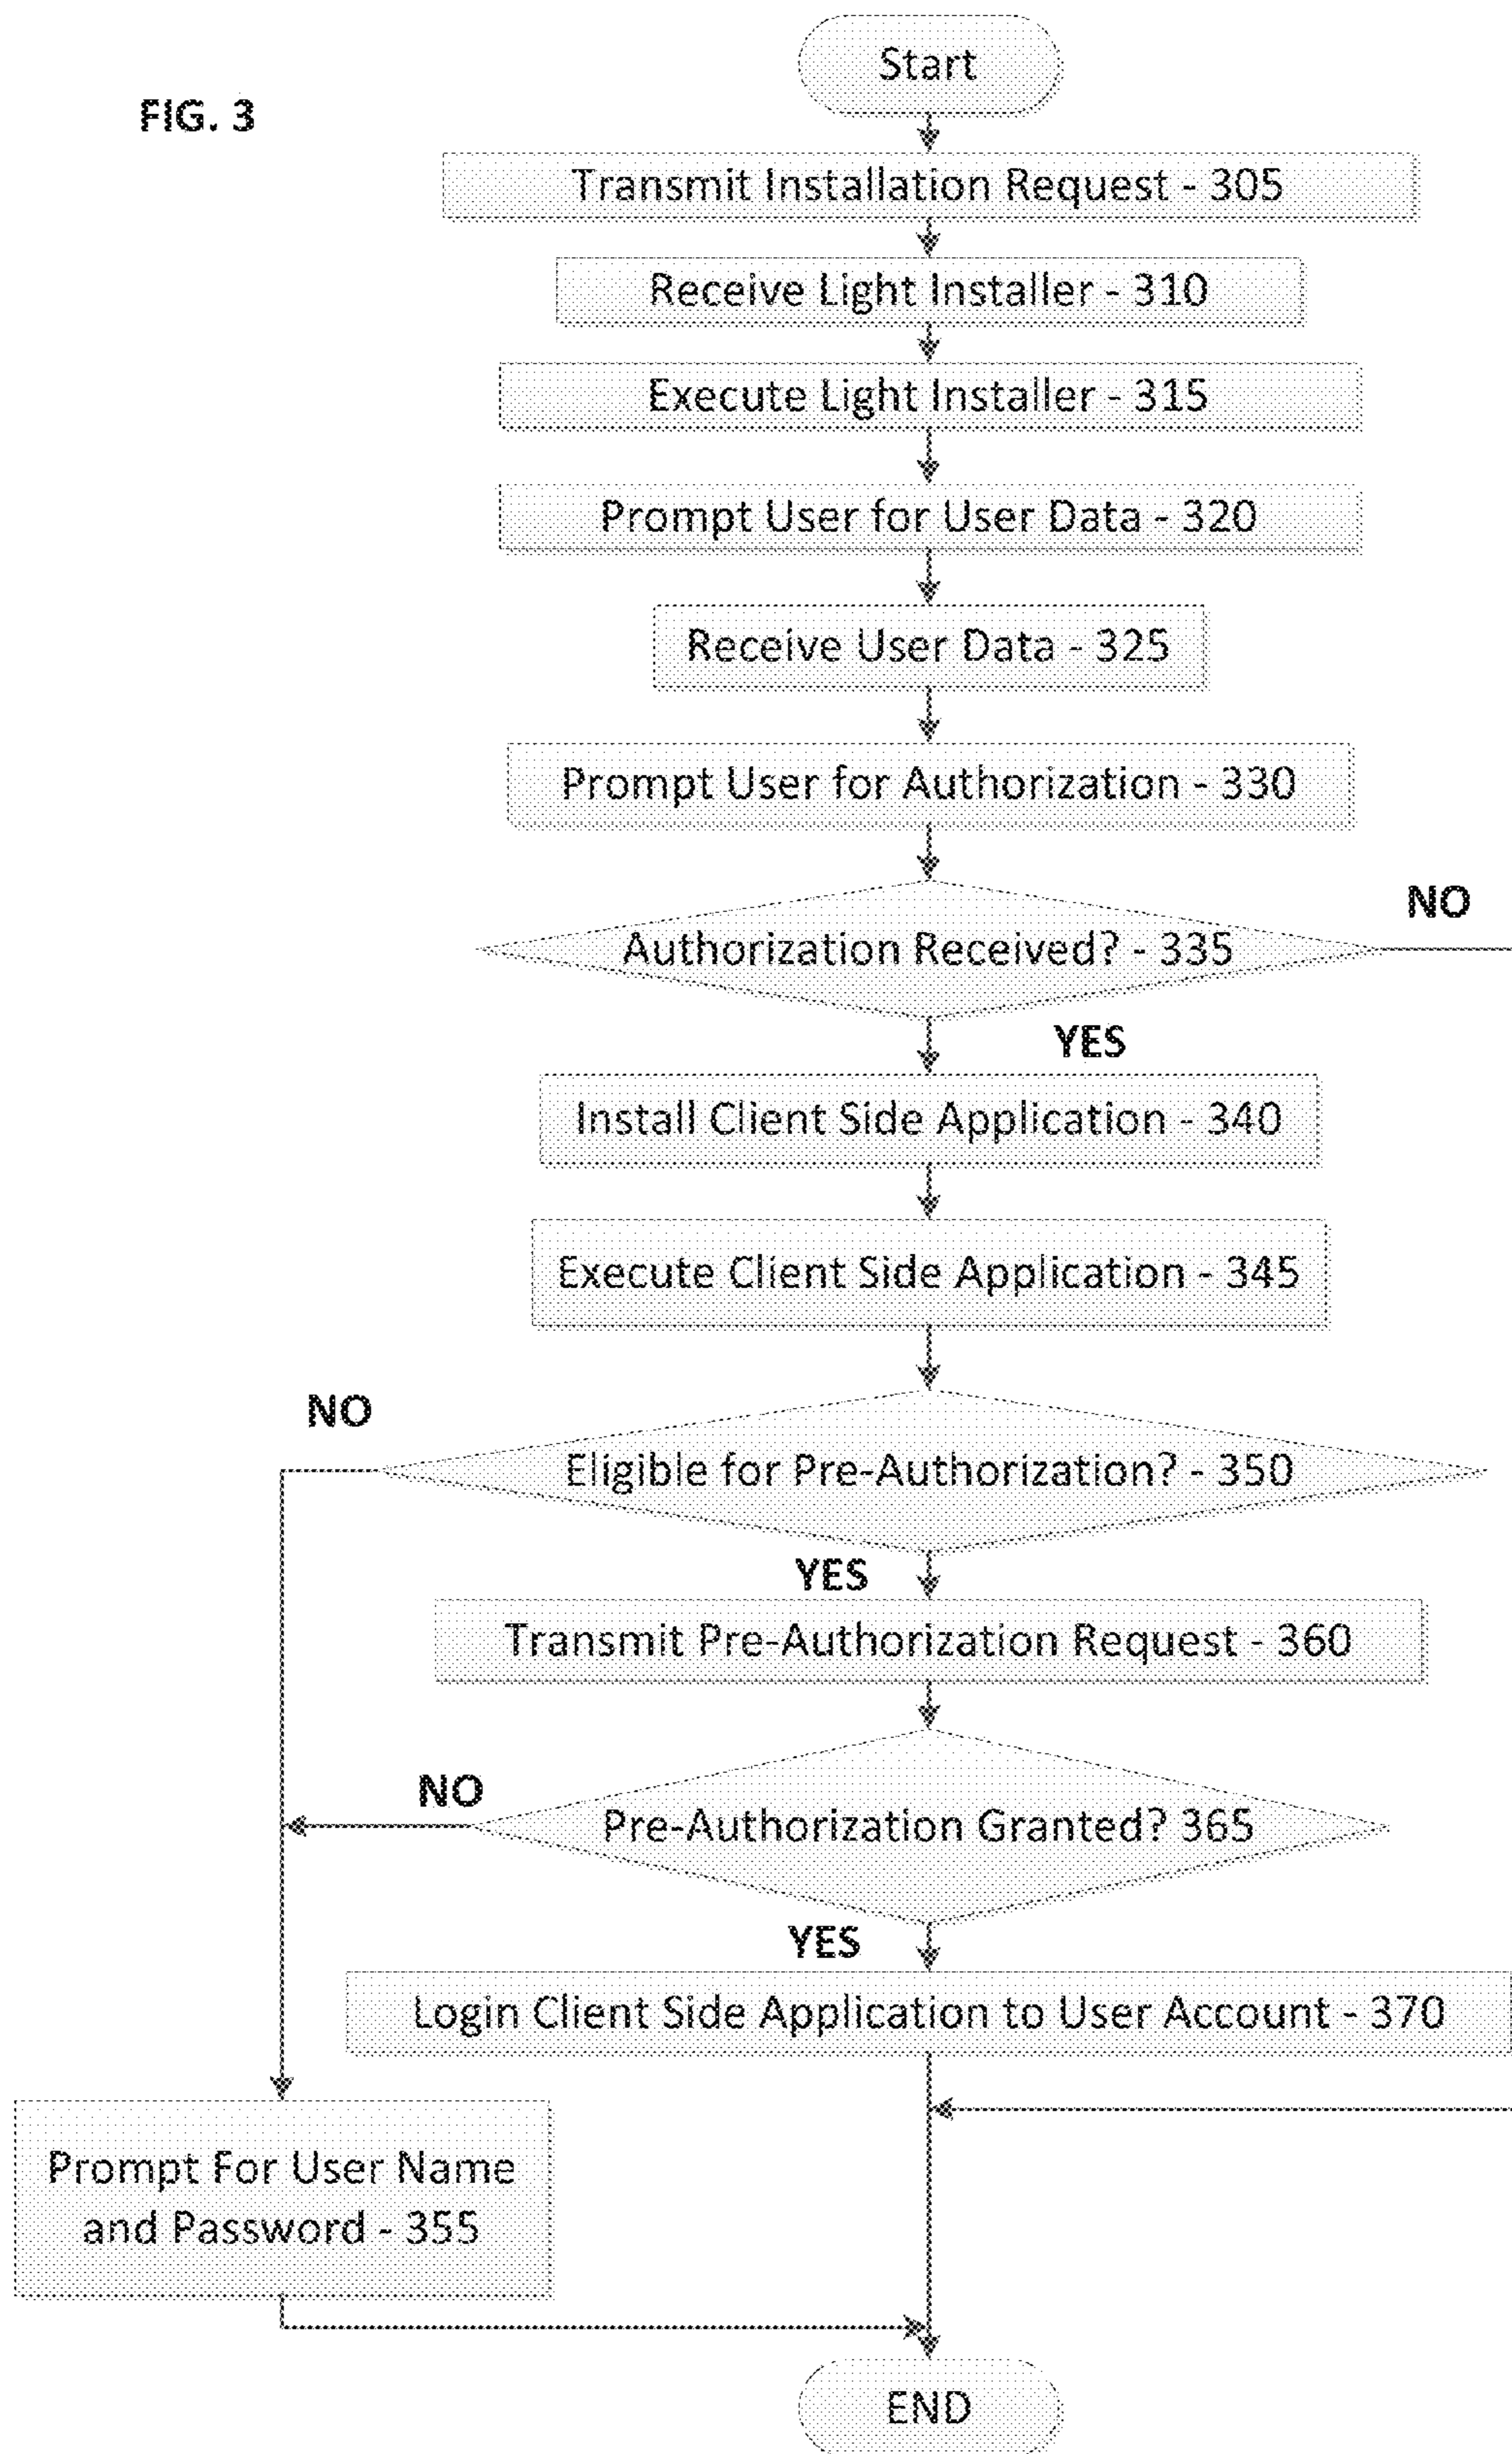 Start
FIG. 3
Transmit Installation Request - 305
Receive Light Installer - 310
Execute Light Installer - 315
Prompt User for User Data - 320
Receive User Data - 325
Prompt User for Authorization - 330
NO
Authorization Received? - 335
YES
Install Client Side Application - 340
Execute Client Side Application - 345
NO
Eligible for Pre-Authorization? - 350
YES
Transmit Pre-Authorization Request - 360
NO
Pre-Authorization Granted? 365
YES
Login Client Side Application to User Account - 370
Prompt For User Name
and Password - 355
END